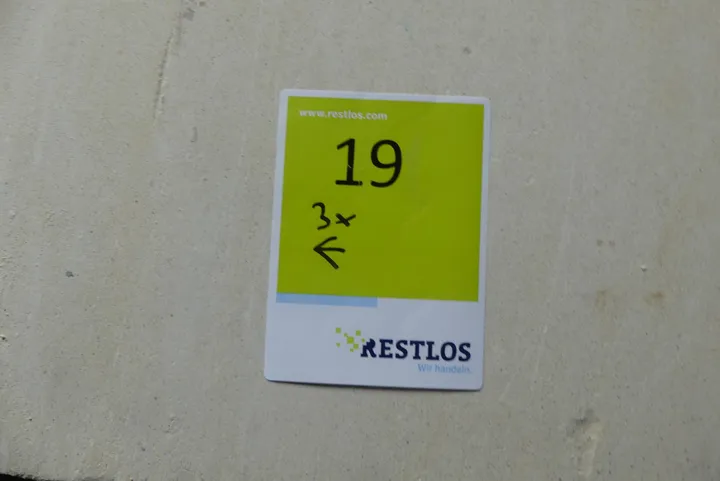 www.restlos.com
19
3x
←
RESTLOS
Wir handeln.